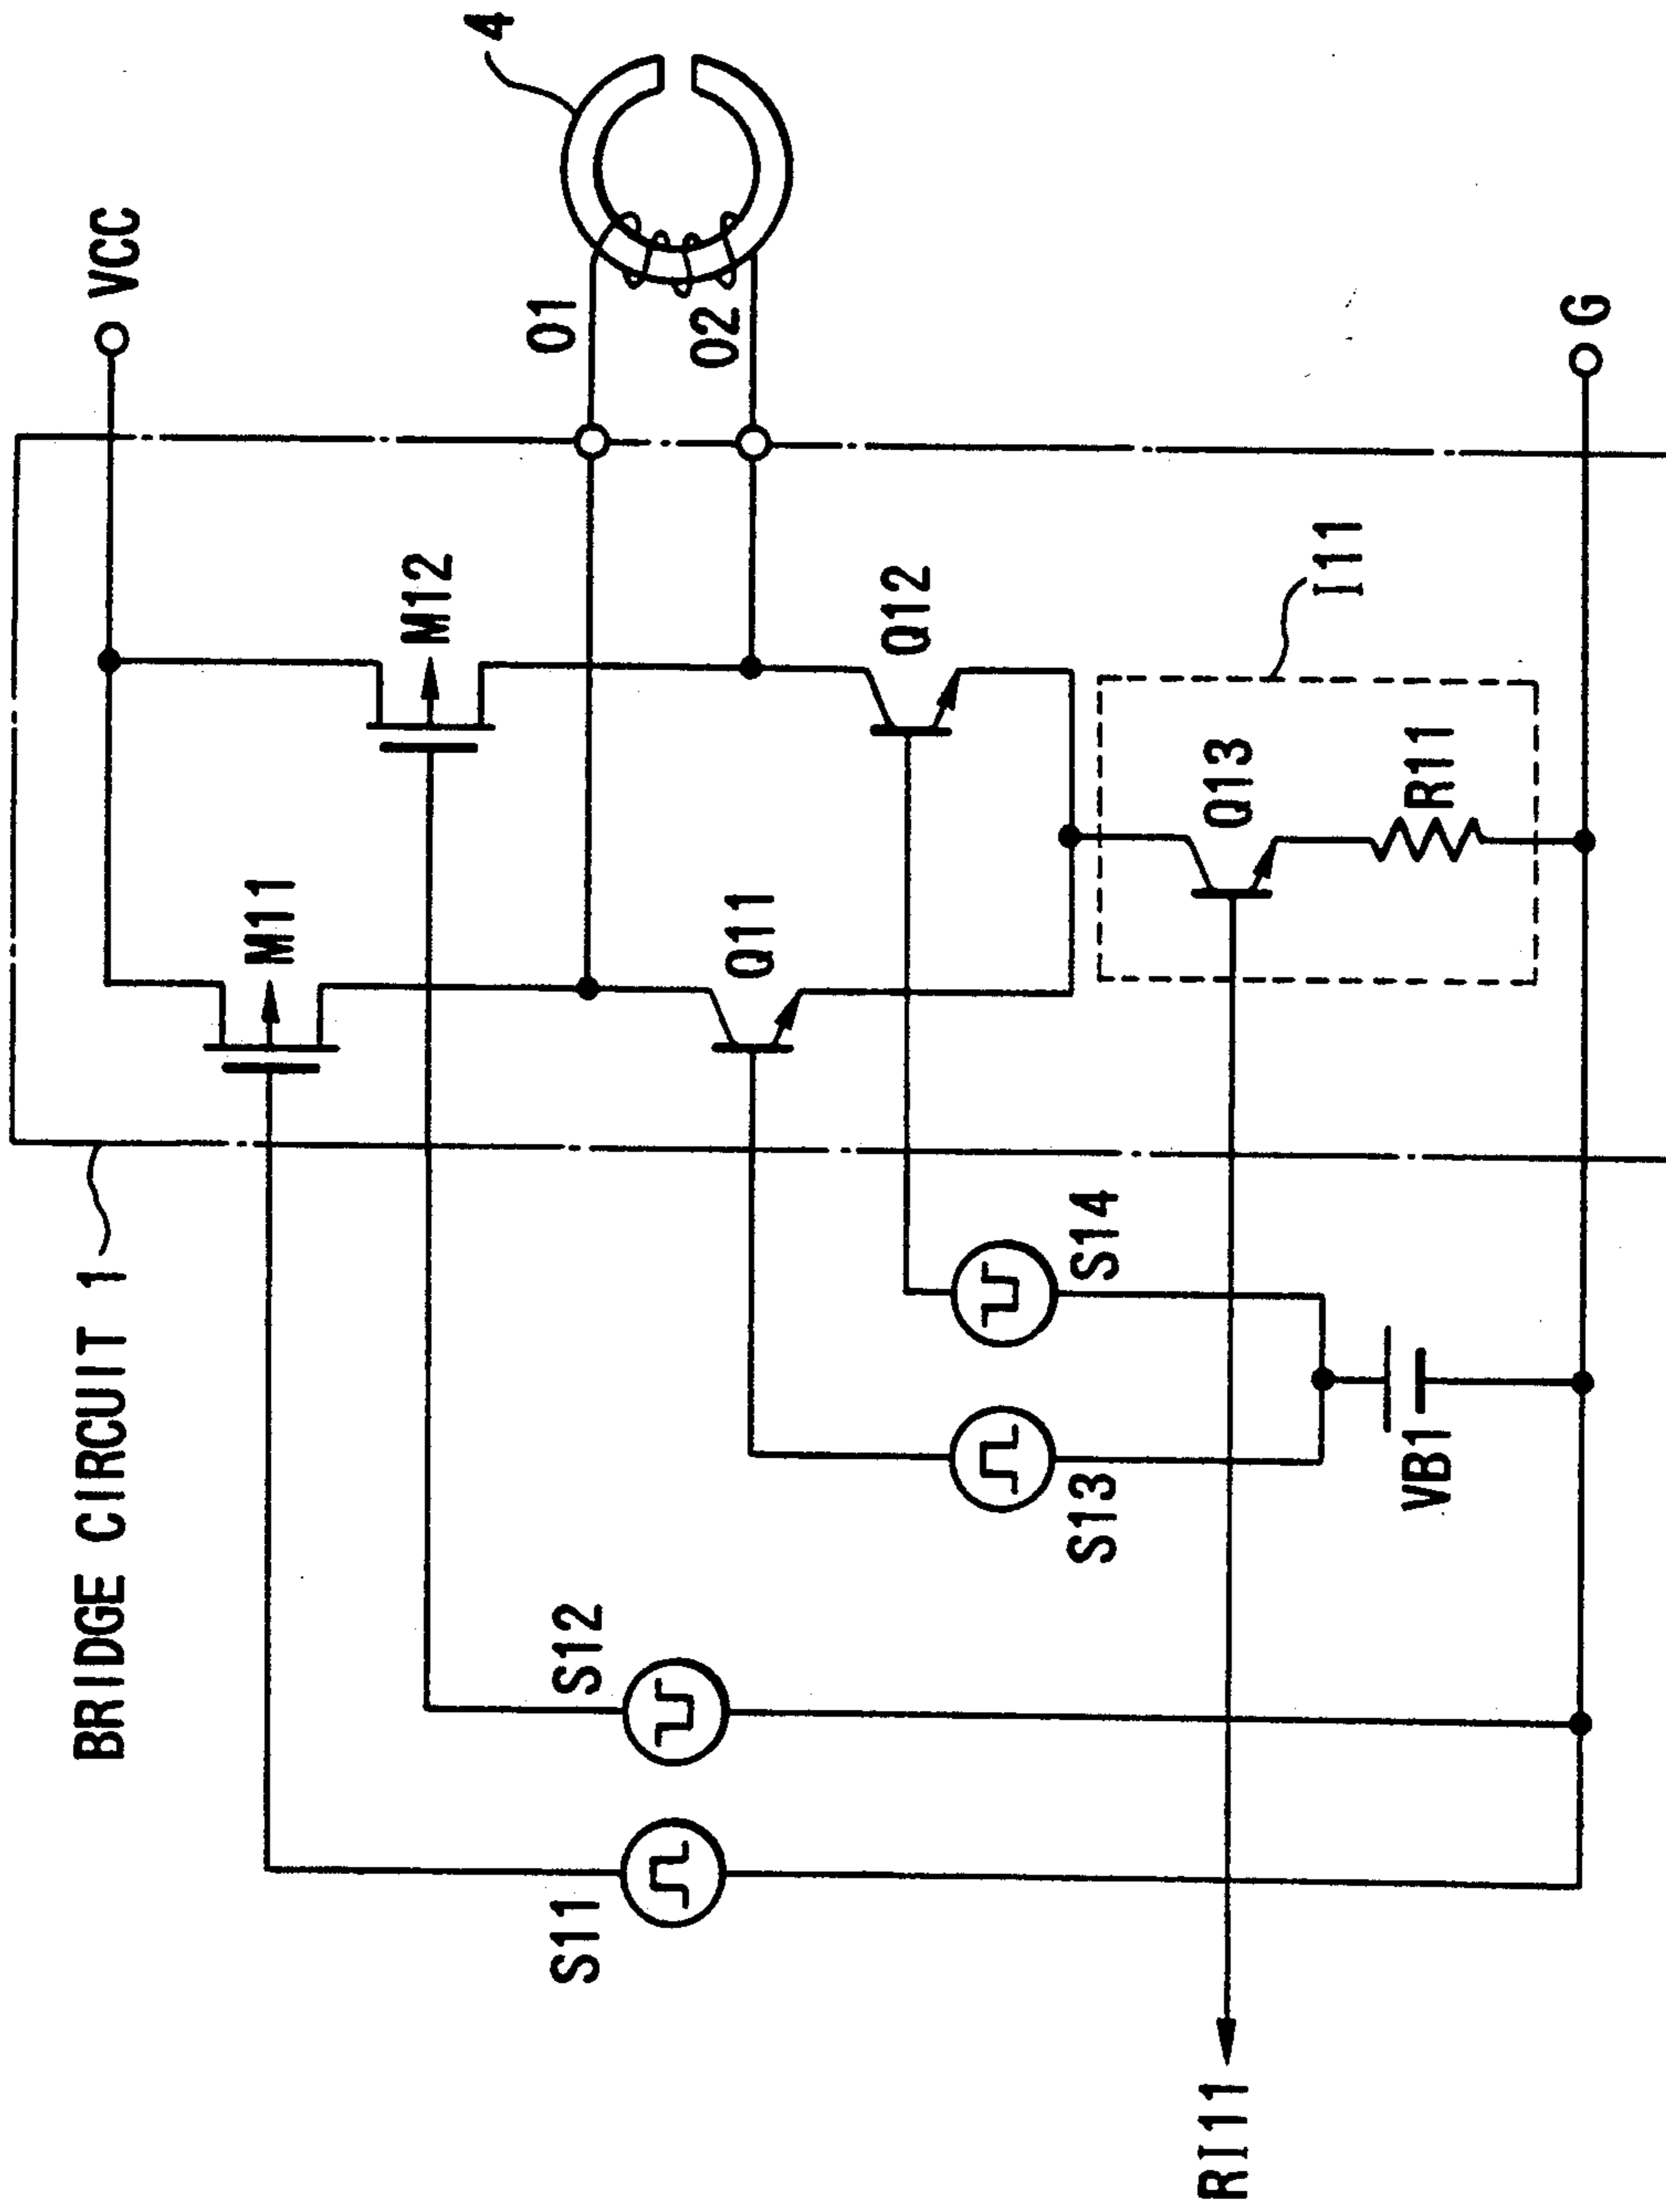 BRIDGE CIRCUIT 1
VCC
M11
M12
4
O1
O2
S11
S12
Q11
Q12
S13
S14
Q13
I11
R11
RI11
VB1
G